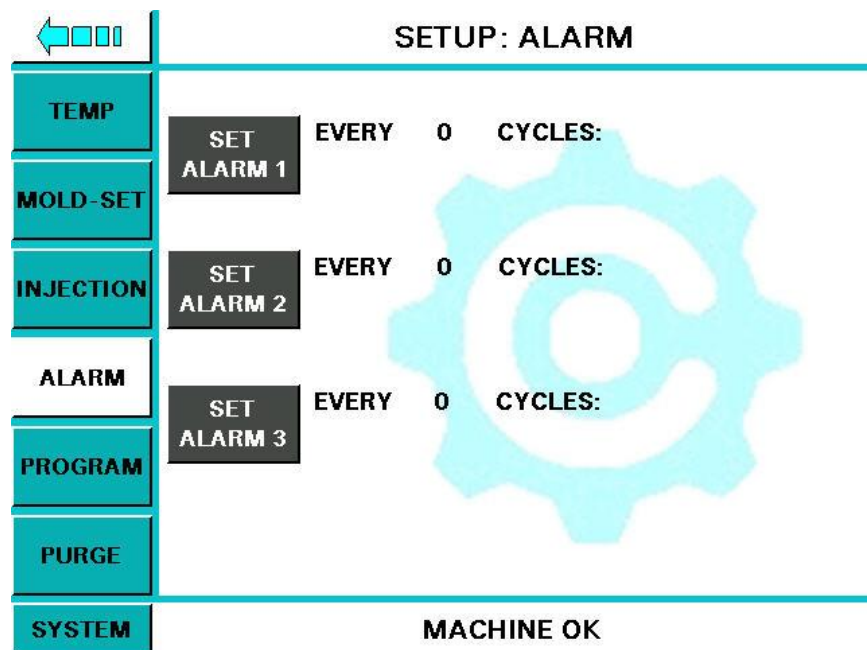 SETUP: ALARM
TEMP
MOLD-SET
INJECTION
ALARM
PROGRAM
PURGE
SYSTEM
SET
ALARM 1
EVERY 0 CYCLES:
SET
ALARM 2
EVERY 0 CYCLES:
SET
ALARM 3
EVERY 0 CYCLES:
MACHINE OK